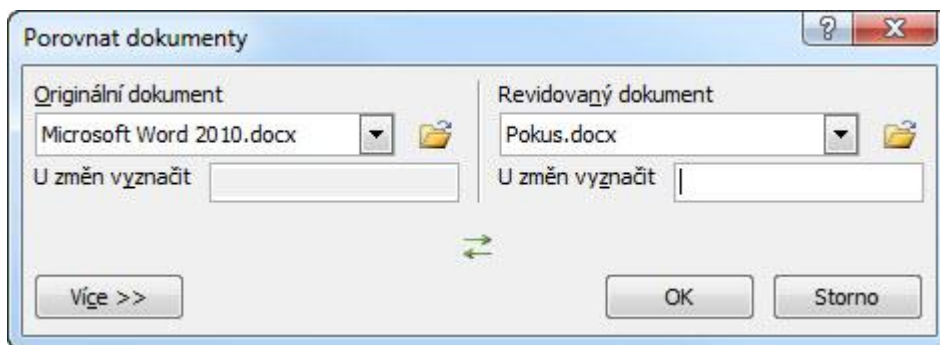 Porovnat dokumenty
Originální dokument
Microsoft Word 2010.docx
U změn vyznačit
Revidovaný dokument
Pokus.docx
U změn vyznačit
Více >>
OK
Storno